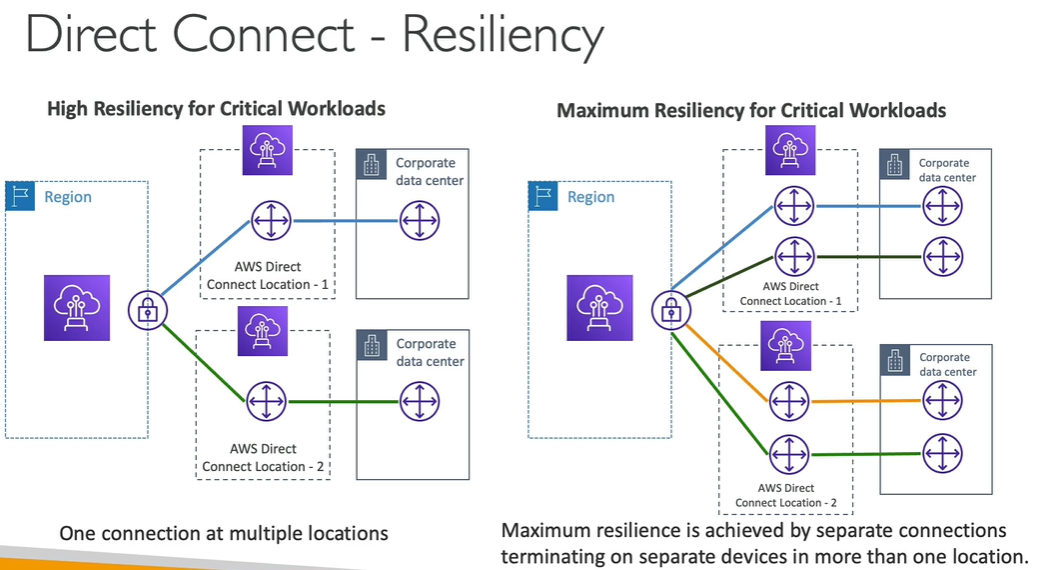 Direct Connect - Resiliency
High Resiliency for Critical Workloads
Region
Corporate
data center
AWS Direct
Connect Location - 1
Corporate
data center
AWS Direct
Connect Location - 2
One connection at multiple locations
Maximum Resiliency for Critical Workloads
Region
Corporate
data center
AWS Direct
Connect Location - 1
Corporate
data center
AWS Direct
Connect Location - 2
Maximum resilience is achieved by separate connections
terminating on separate devices in more than one location.